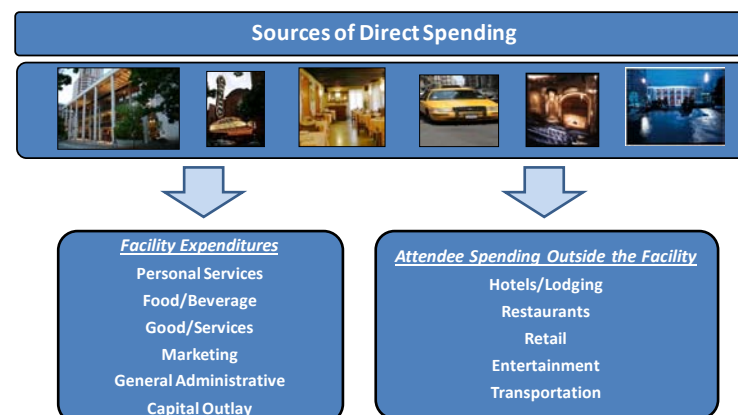 Sources of Direct Spending
Facility Expenditures
Personal Services
Food/Beverage
Good/Services
Marketing
General Administrative
Capital Outlay
Attendee Spending Outside the Facility
Hotels/Lodging
Restaurants
Retail
Entertainment
Transportation